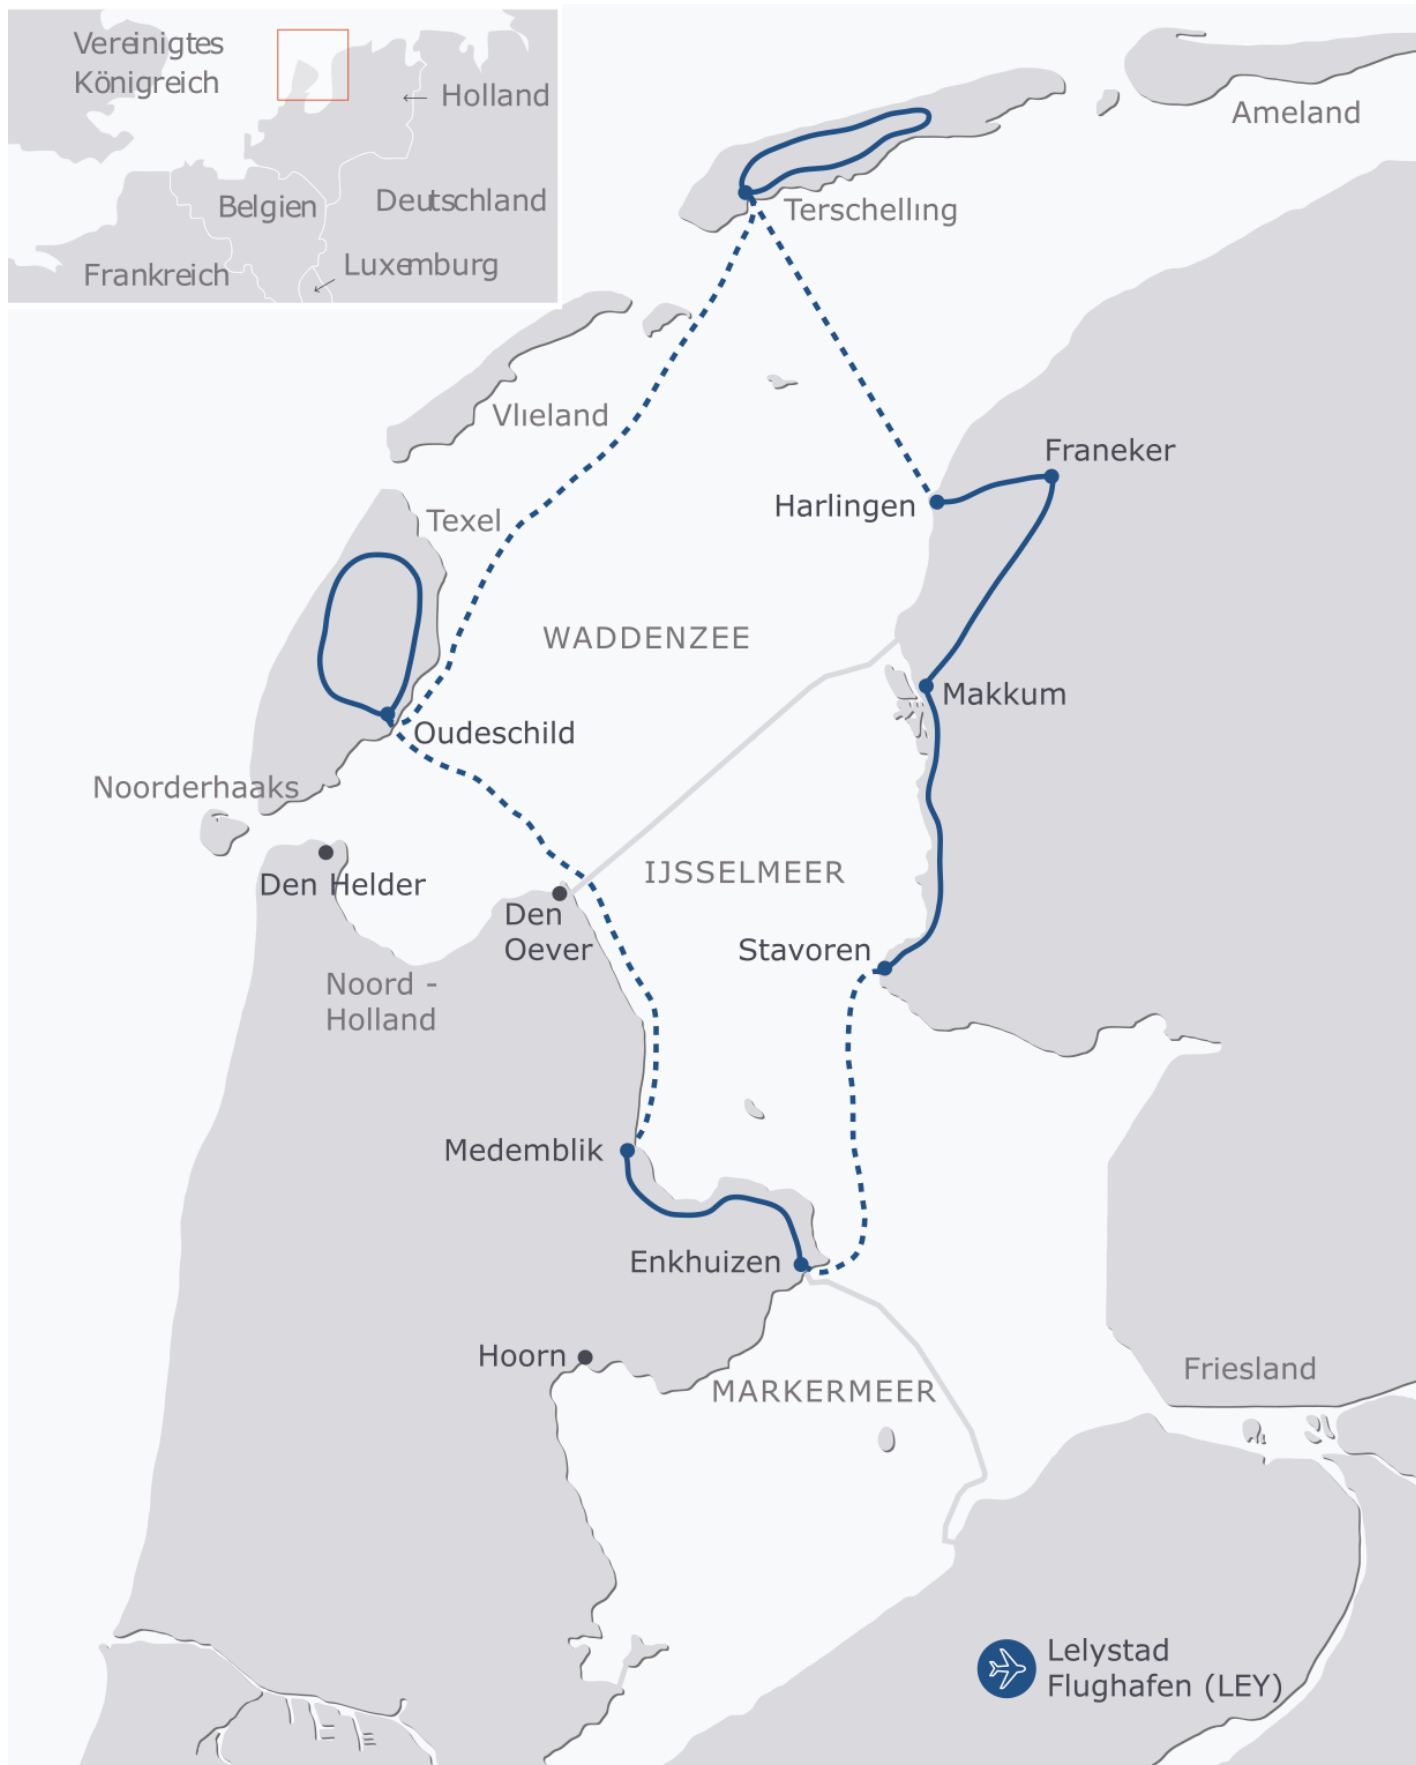 Vereinigtes
Königreich
Holland
Belgien
Deutschland
Luxemburg
Frankreich
Ameland
Terschelling
Vlieland
Franeker
Harlingen
Texel
WADDENZEE
Makkum
Oudeschild
Noorderhaaks
IJSSELMEER
Den Helder
Den
Oever
Stavoren
Noord -
Holland
Medemblik
Enkhuizen
Hoorn
Friesland
MARKERMEER
Lelystad
Flughafen (LEY)